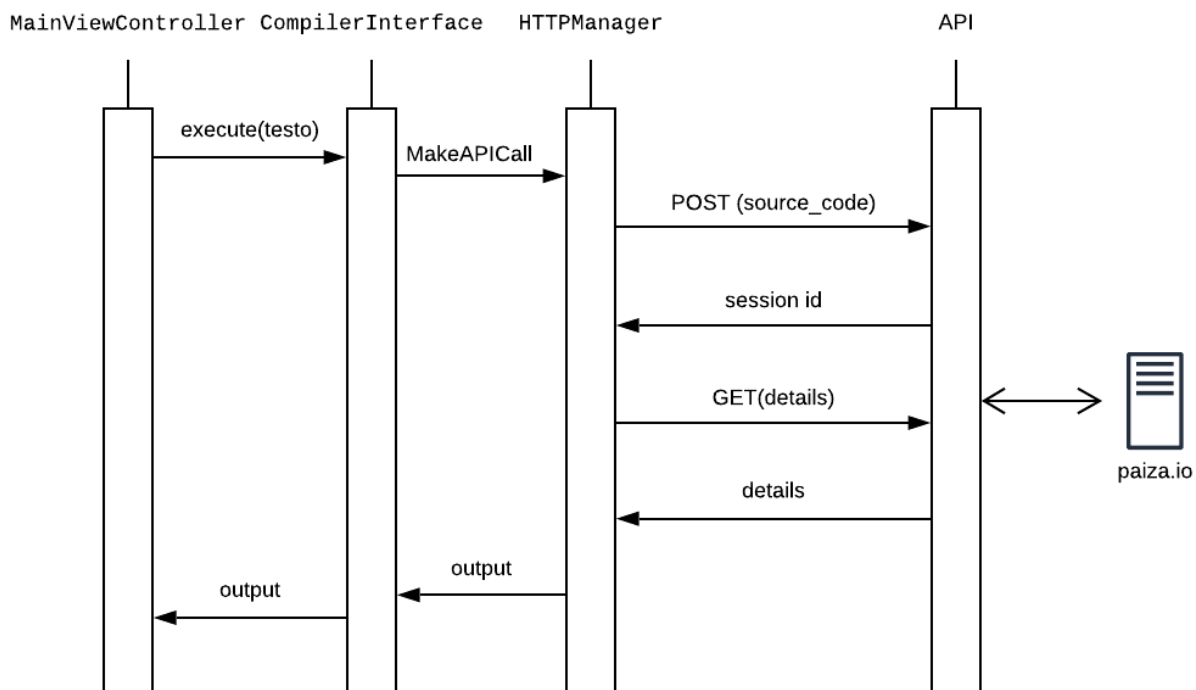 MainViewController CompilerInterface HTTPManager API
execute(testo)
MakeAPICall
POST (source_code)
session id
GET(details)
paiza.io
details
output
output